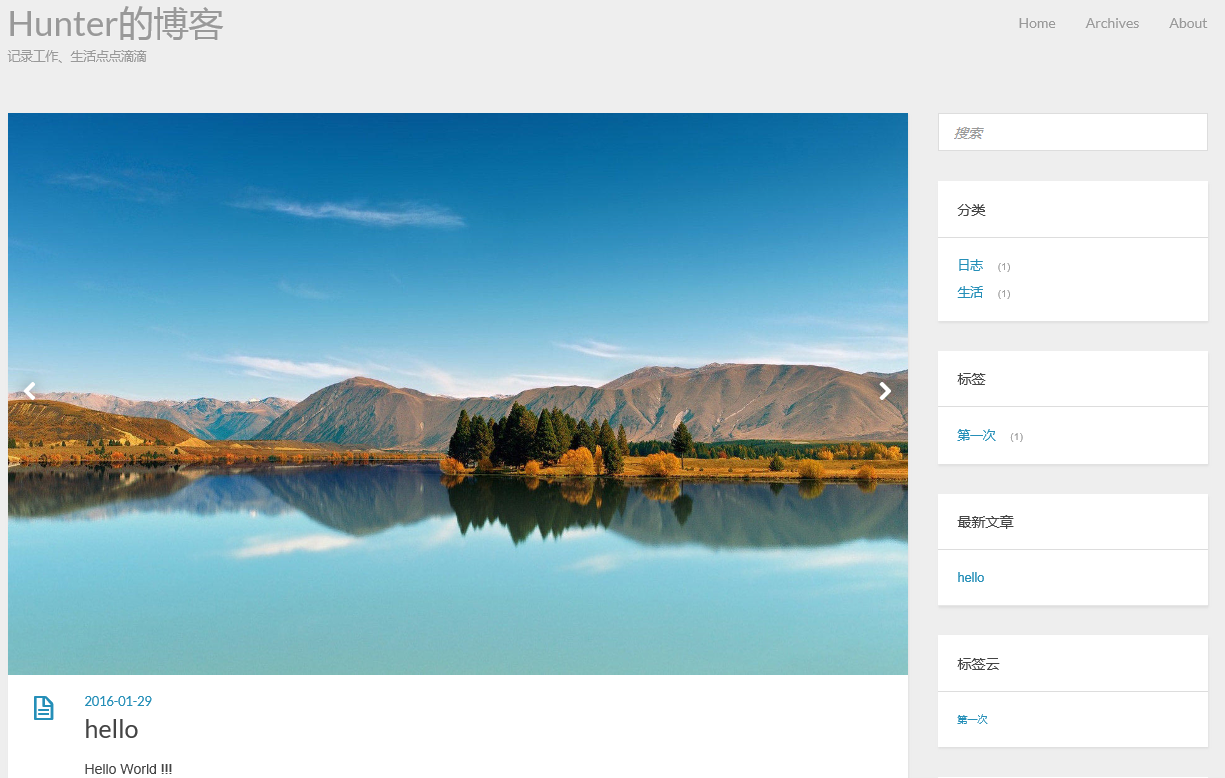 Hunter的博客
记录工作、生活点点滴滴
Home Archives About
2016-01-29
hello
Hello World !!!
搜索
分类
日志 (1)
生活 (1)
标签
第一次 (1)
最新文章
hello
标签云
第一次